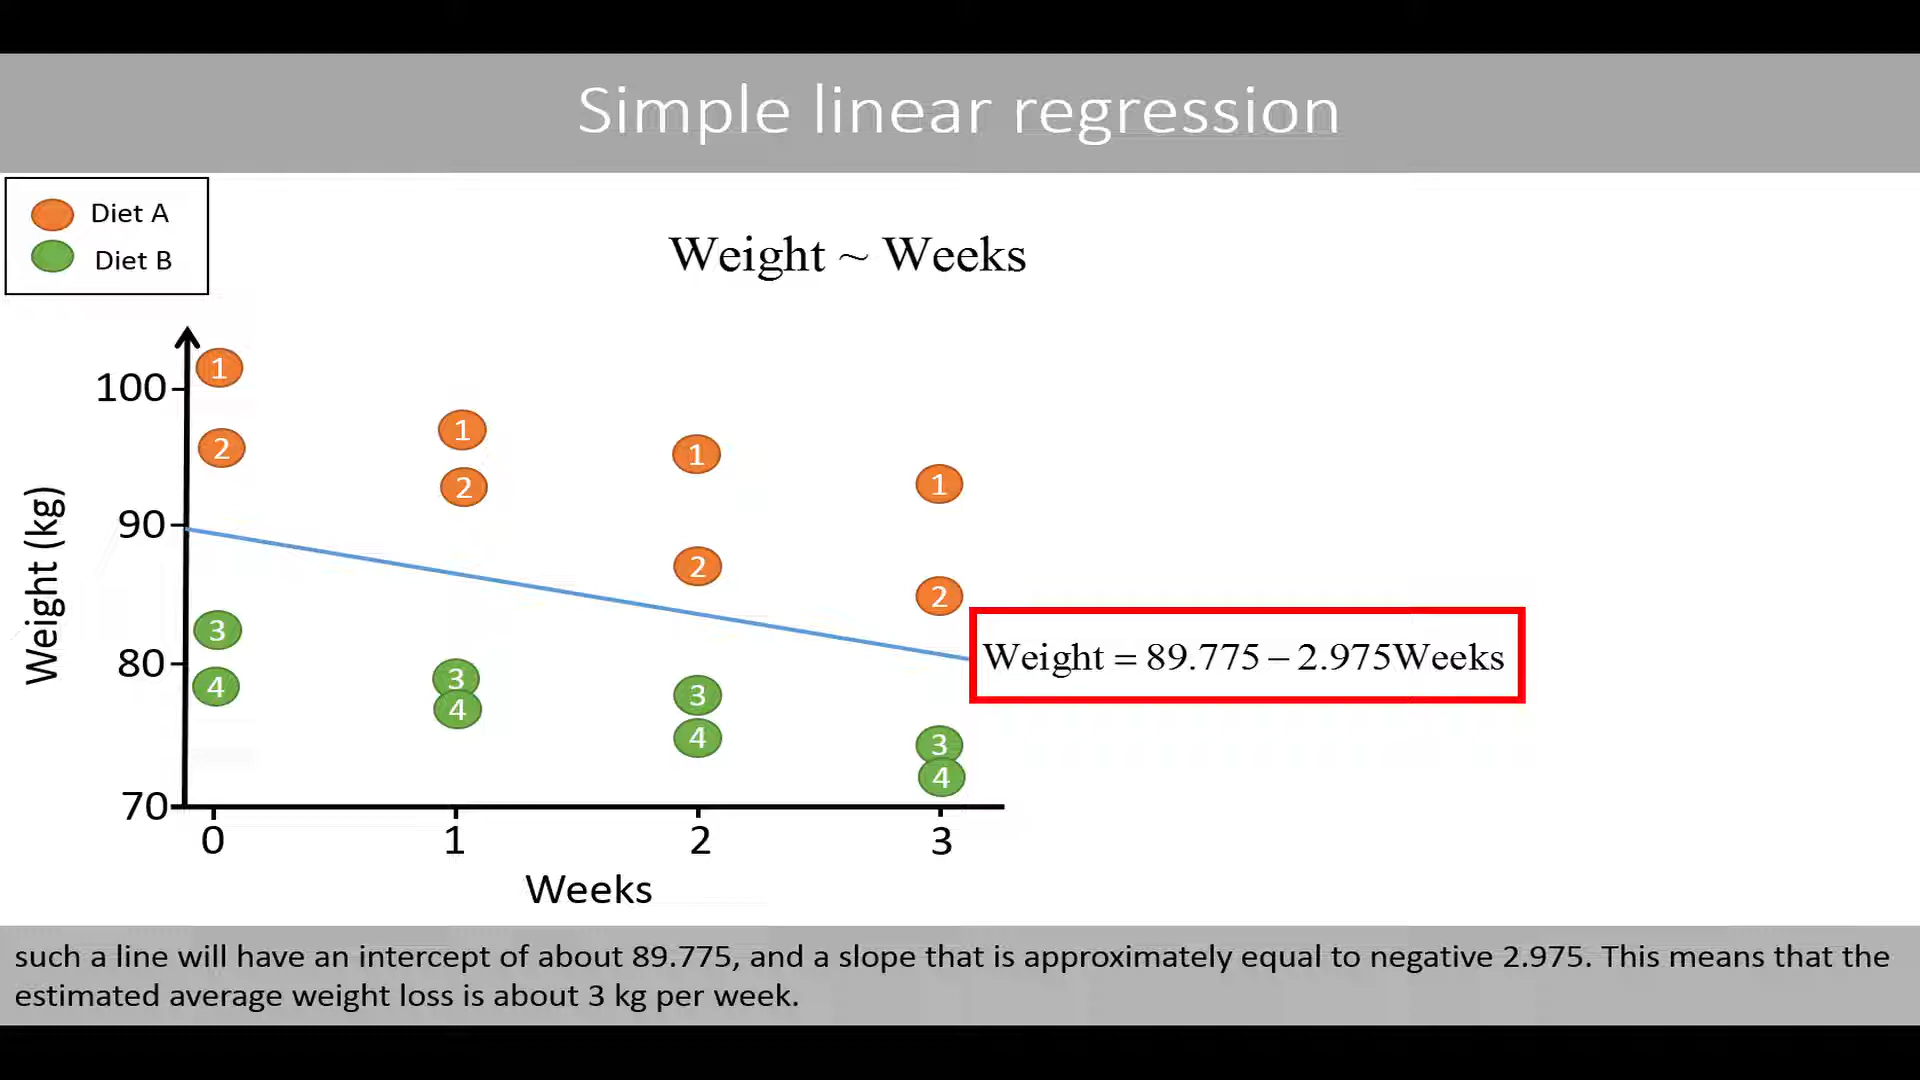 Simple linear regression
Diet A
Diet B
Weight ~ Weeks
100
90
80
70
Weight (kg)
1
2
3
4
1
2
3
4
1
2
3
4
1
2
3
4
Weight = 89.775 – 2.975Weeks
0 1 2 3
Weeks
such a line will have an intercept of about 89.775, and a slope that is approximately equal to negative 2.975. This means that the
estimated average weight loss is about 3 kg per week.